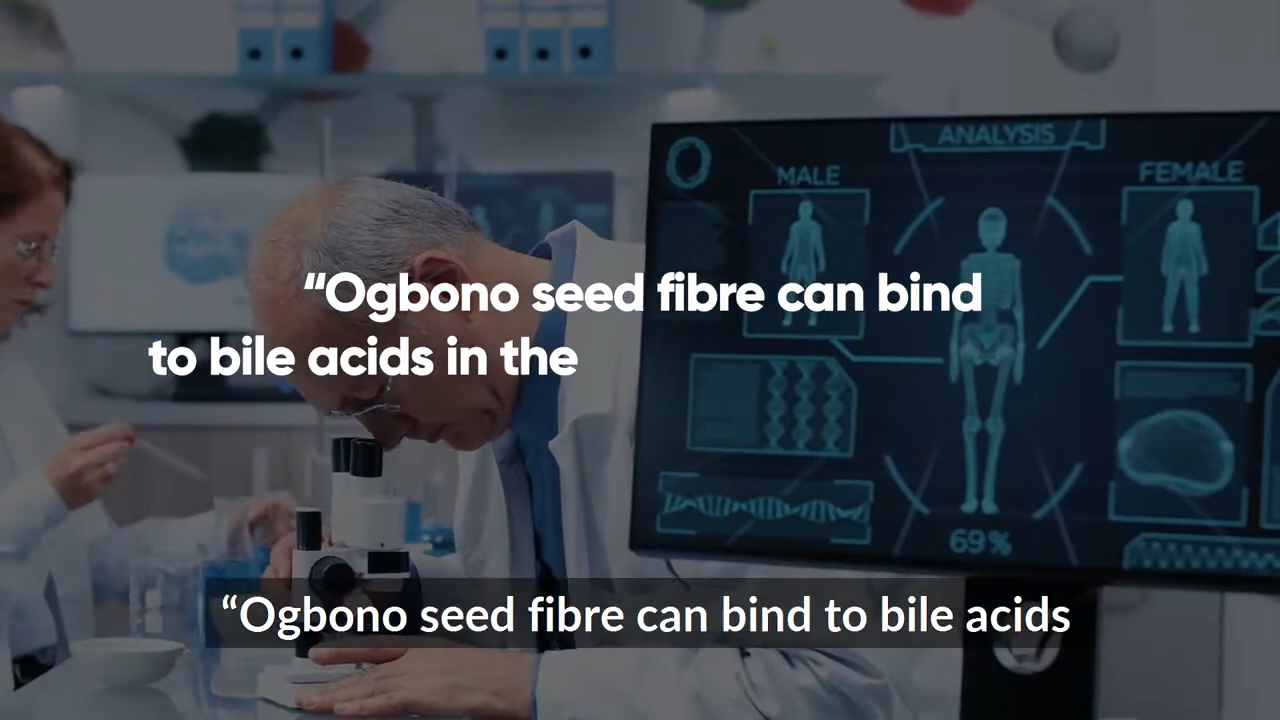 ANALYSIS
MALE
FEMALE
“Ogbono seed fibre can bind
to bile acids in the
69%
“Ogbono seed fibre can bind to bile acids